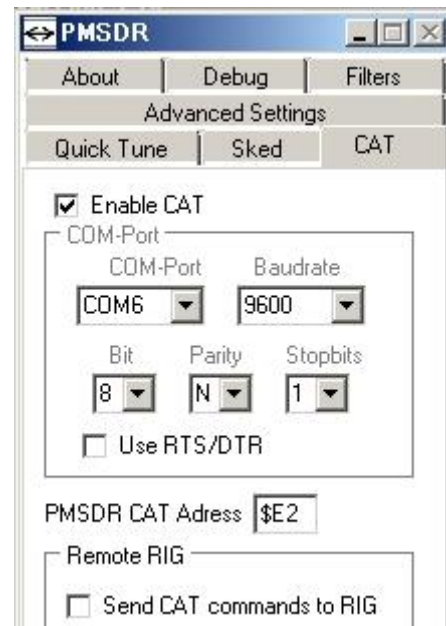 PMSDR
About Debug Filters
Advanced Settings
Quick Tune Sked CAT
Enable CAT
COM-Port
COM-Port Baudrate
COM6 9600
Bit Parity Stopbits
8 N 1
Use RTS/DTR
PMSDR CAT Adress $E2
Remote RIG
Send CAT commands to RIG